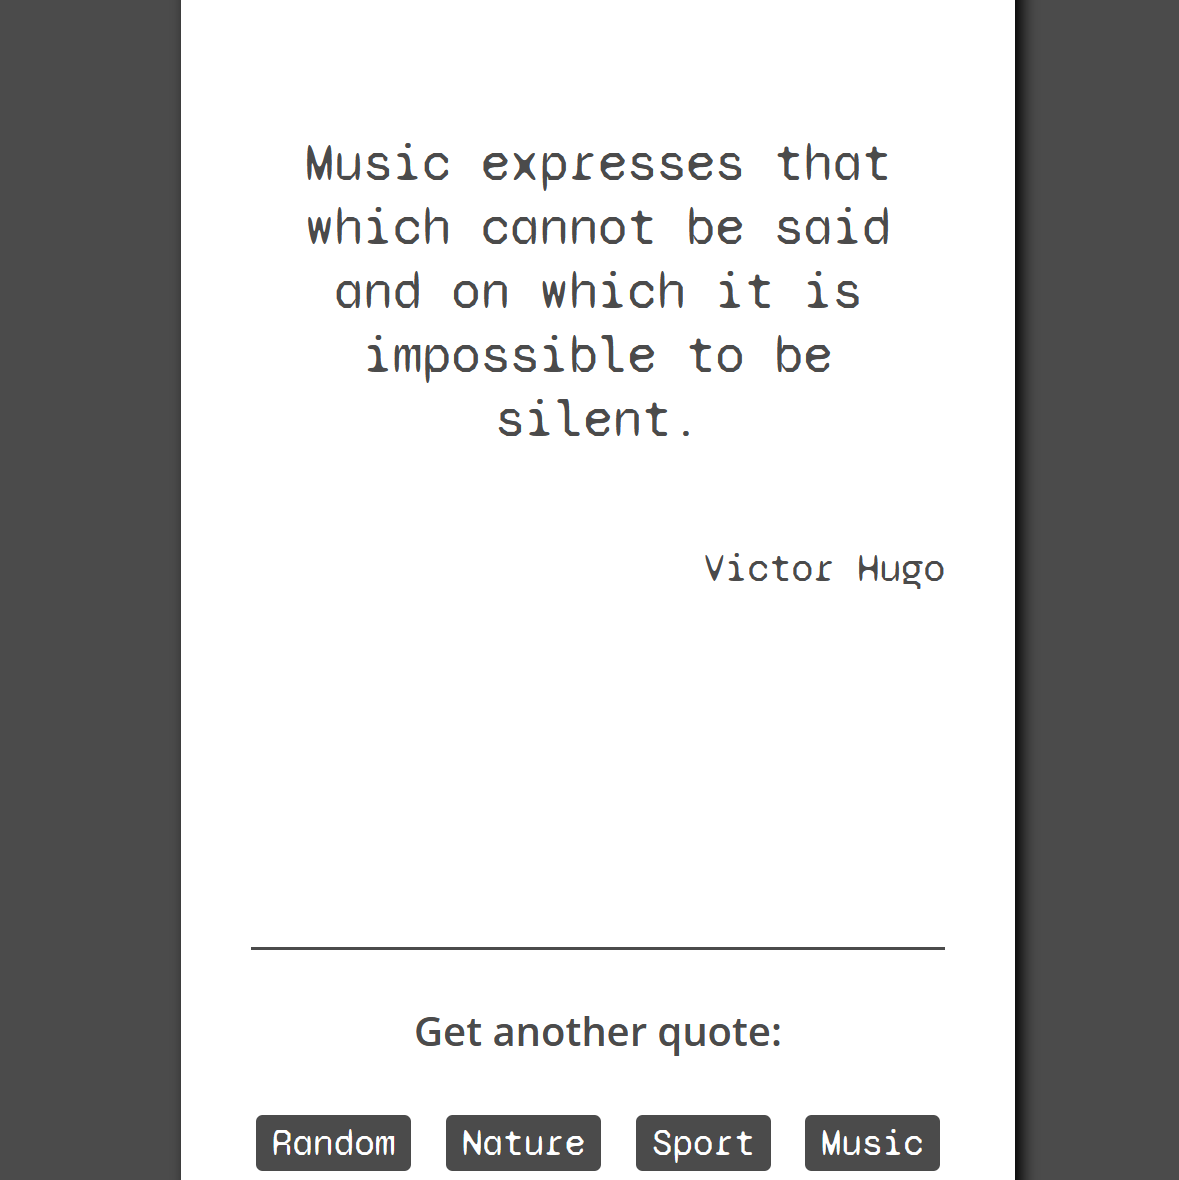 Music expresses that
which cannot be said
and on which it is
impossible to be
silent.
Victor Hugo
Get another quote:
Random Nature Sport Music